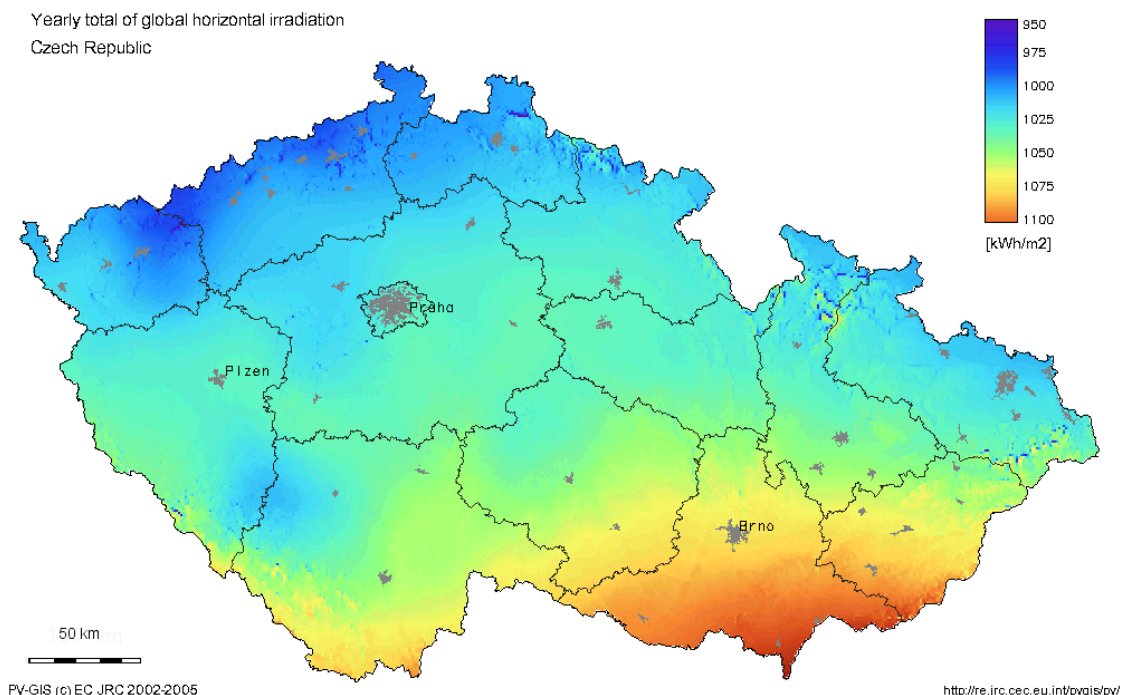 Yearly total of global horizontal irradiation
Czech Republic
950
975
1000
1025
1050
1075
1100
[kWh/m2]
Praha
Plzen
Brno
50 km
PV-GIS (c) EC JRC 2002-2005
http://re.jrc.cec.eu.int/pvgis/pv/